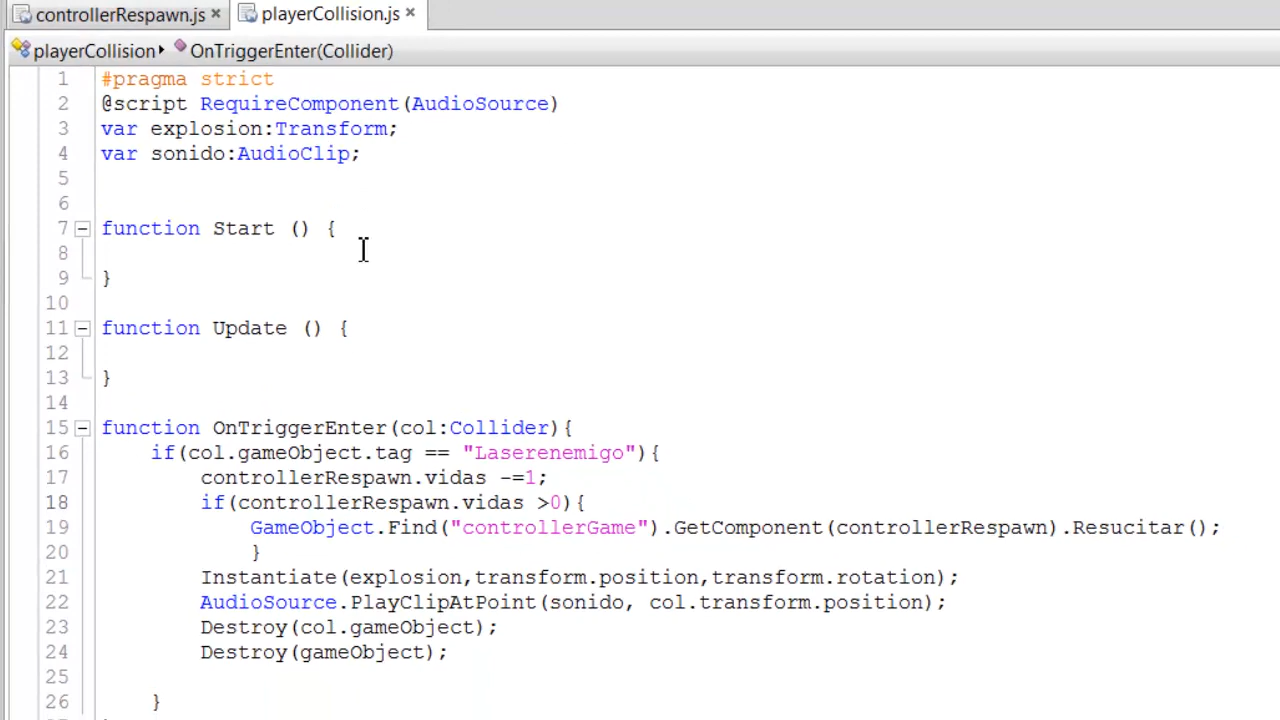 controllerRespawn.js × playerCollision.js ×
playerCollision OnTriggerEnter(Collider)
1 #pragma strict
2 @script RequireComponent(AudioSource)
3 var explosion:Transform;
4 var sonido:AudioClip;
5
6
7 function Start () {
8
9 }
10
11 function Update () {
12
13 }
14
15 function OnTriggerEnter(col:Collider){
16 if(col.gameObject.tag == "Laserenemigo"){
17 controllerRespawn.vidas -=1;
18 if(controllerRespawn.vidas >0){
19 GameObject.Find("controllerGame").GetComponent(controllerRespawn).Resucitar();
20 }
21 Instantiate(explosion,transform.position,transform.rotation);
22 AudioSource.PlayClipAtPoint(sonido, col.transform.position);
23 Destroy(col.gameObject);
24 Destroy(gameObject);
25
26 }